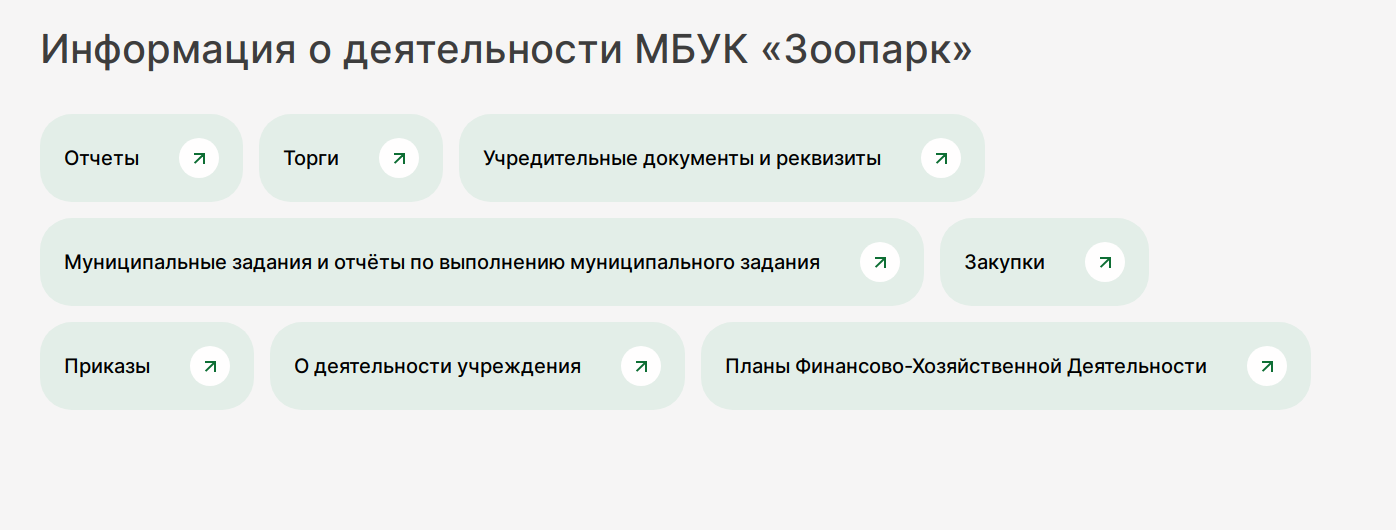 Информация о деятельности МБУК «Зоопарк»
Отчеты
Торги
Учредительные документы и реквизиты
Муниципальные задания и отчёты по выполнению муниципального задания
Закупки
Приказы
О деятельности учреждения
Планы Финансово-Хозяйственной Деятельности